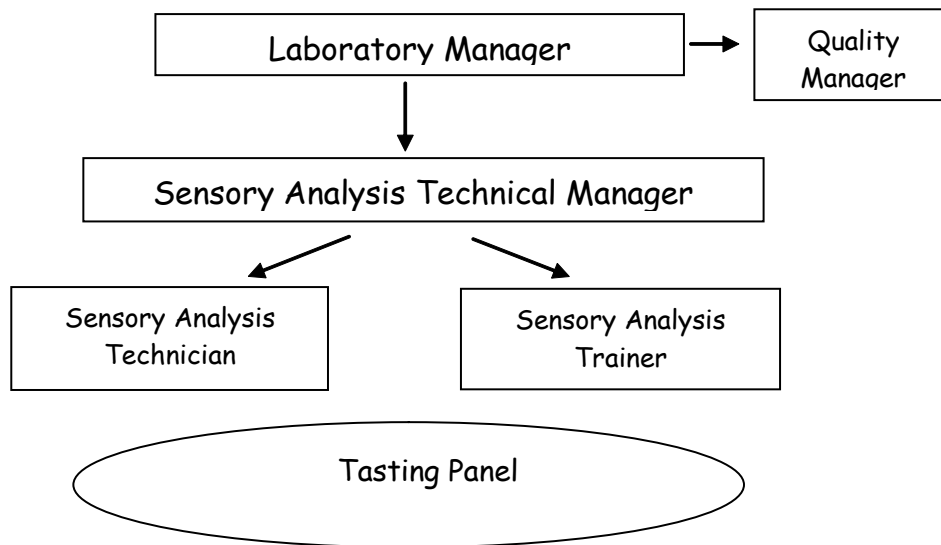 Laboratory Manager
Quality
Manager
Sensory Analysis Technical Manager
Sensory Analysis
Technician
Sensory Analysis
Trainer
Tasting Panel